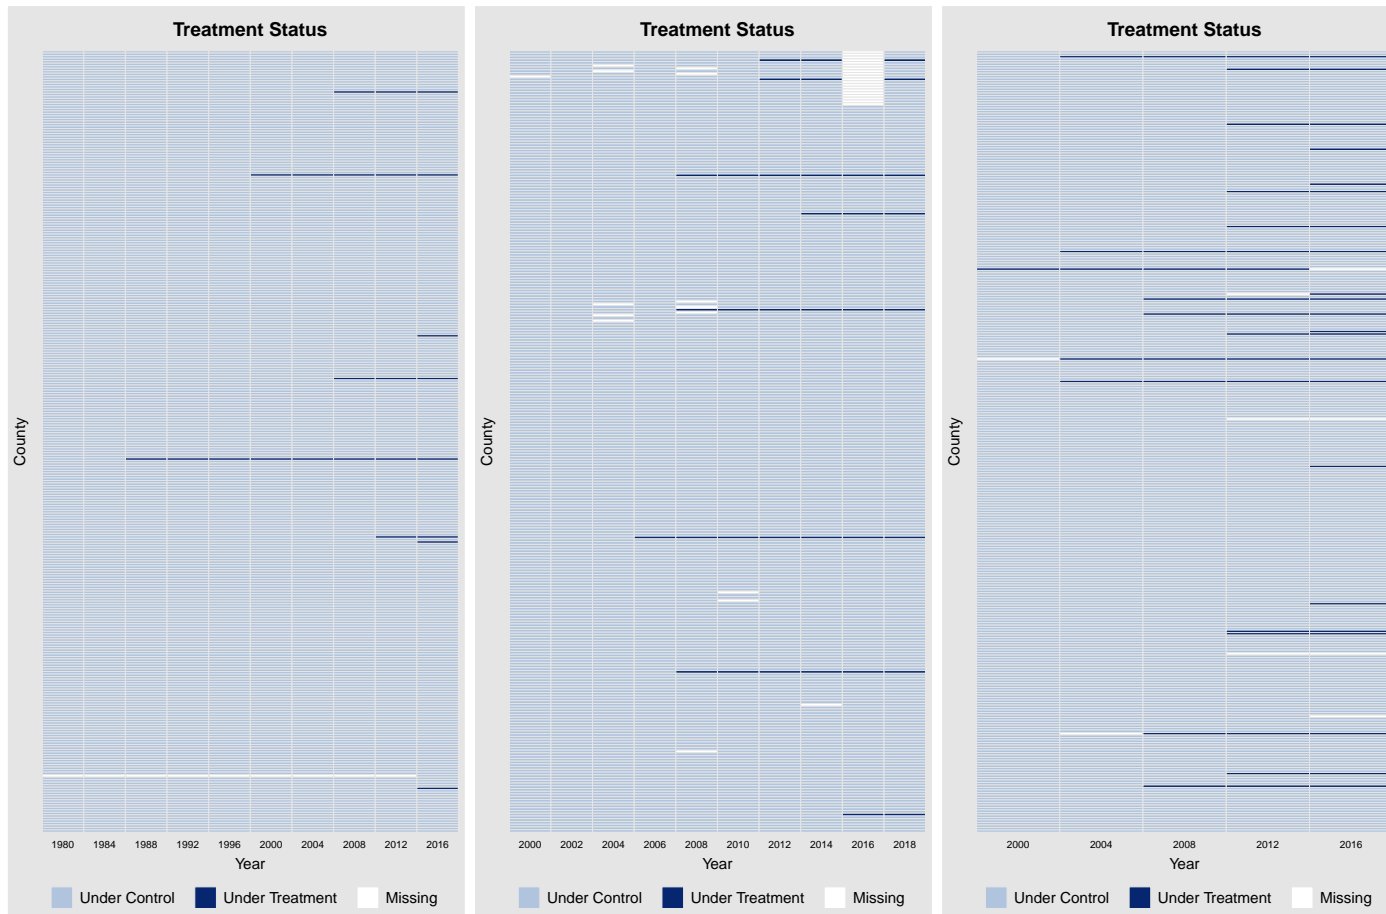 Treatment Status
County
1980 1984 1988 1992 1996 2000 2004 2008 2012 2016
Year
Under Control Under Treatment Missing
Treatment Status
County
2000 2002 2004 2006 2008 2010 2012 2014 2016 2018
Year
Under Control Under Treatment Missing
Treatment Status
County
2000 2004 2008 2012 2016
Year
Under Control Under Treatment Missing